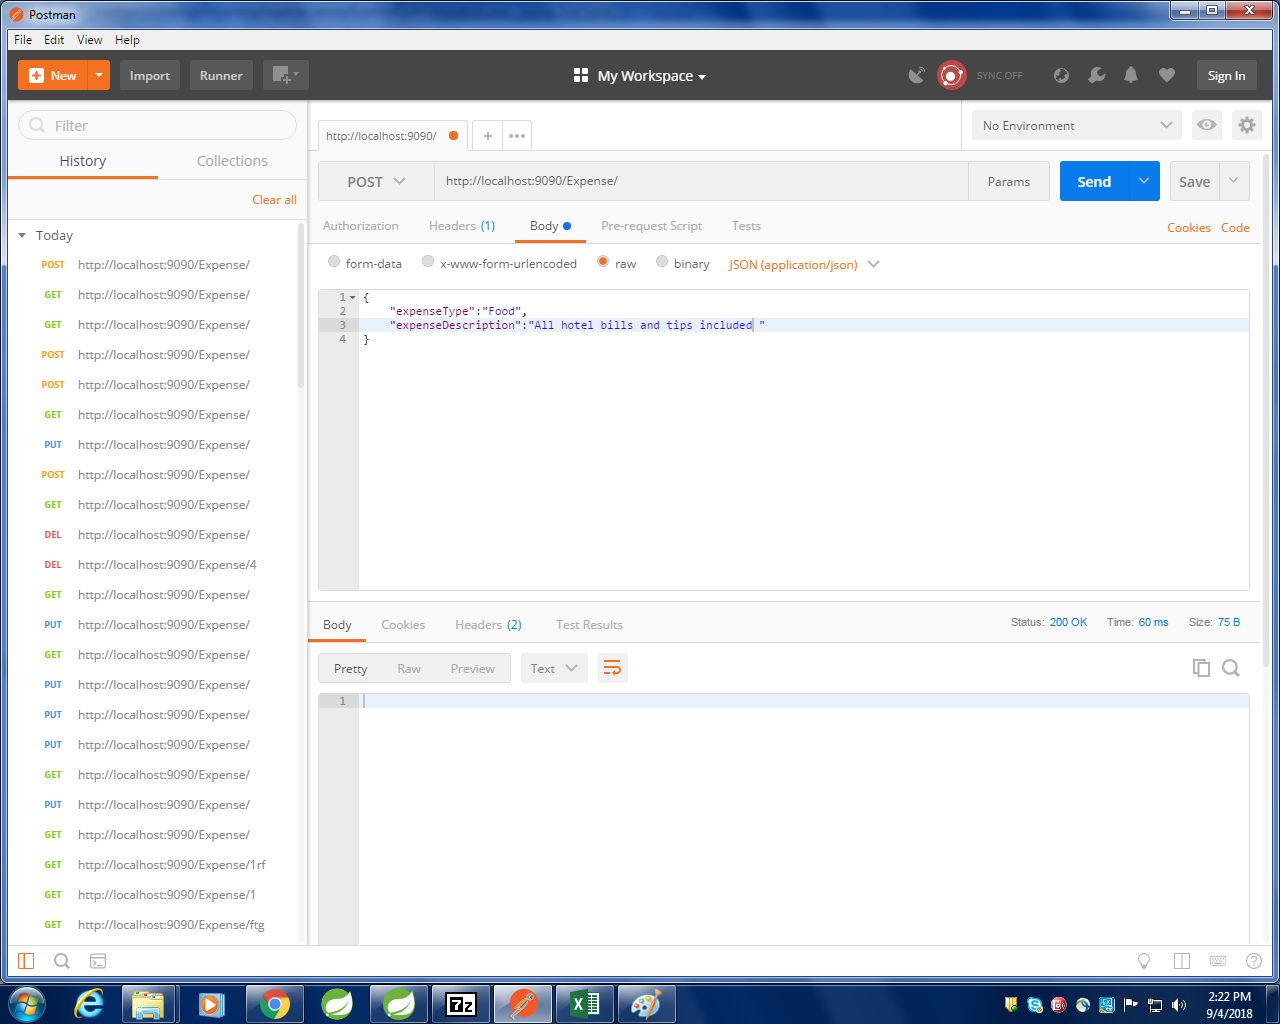 Postman
File Edit View Help
New Import Runner My Workspace SYNC OFF Sign In
Filter
History Collections
Clear all
Today
POST http://localhost:9090/Expense/
GET http://localhost:9090/Expense/
GET http://localhost:9090/Expense/
POST http://localhost:9090/Expense/
POST http://localhost:9090/Expense/
GET http://localhost:9090/Expense/
PUT http://localhost:9090/Expense/
POST http://localhost:9090/Expense/
GET http://localhost:9090/Expense/
DEL http://localhost:9090/Expense/
DEL http://localhost:9090/Expense/4
GET http://localhost:9090/Expense/
PUT http://localhost:9090/Expense/
GET http://localhost:9090/Expense/
PUT http://localhost:9090/Expense/
PUT http://localhost:9090/Expense/
PUT http://localhost:9090/Expense/
GET http://localhost:9090/Expense/
PUT http://localhost:9090/Expense/
GET http://localhost:9090/Expense/
GET http://localhost:9090/Expense/1rf
GET http://localhost:9090/Expense/1
GET http://localhost:9090/Expense/ftg
http://localhost:9090/ + ••• No Environment
POST http://localhost:9090/Expense/ Params Send Save
Authorization Headers (1) Body Pre-request Script Tests Cookies Code
form-data x-www-form-urlencoded raw binary JSON (application/json)
1 {
2 "expenseType":"Food",
3 "expenseDescription":"All hotel bills and tips included "
4 }
Body Cookies Headers (2) Test Results Status: 200 OK Time: 60 ms Size: 75 B
Pretty Raw Preview Text
1
7z
2:22 PM
9/4/2018